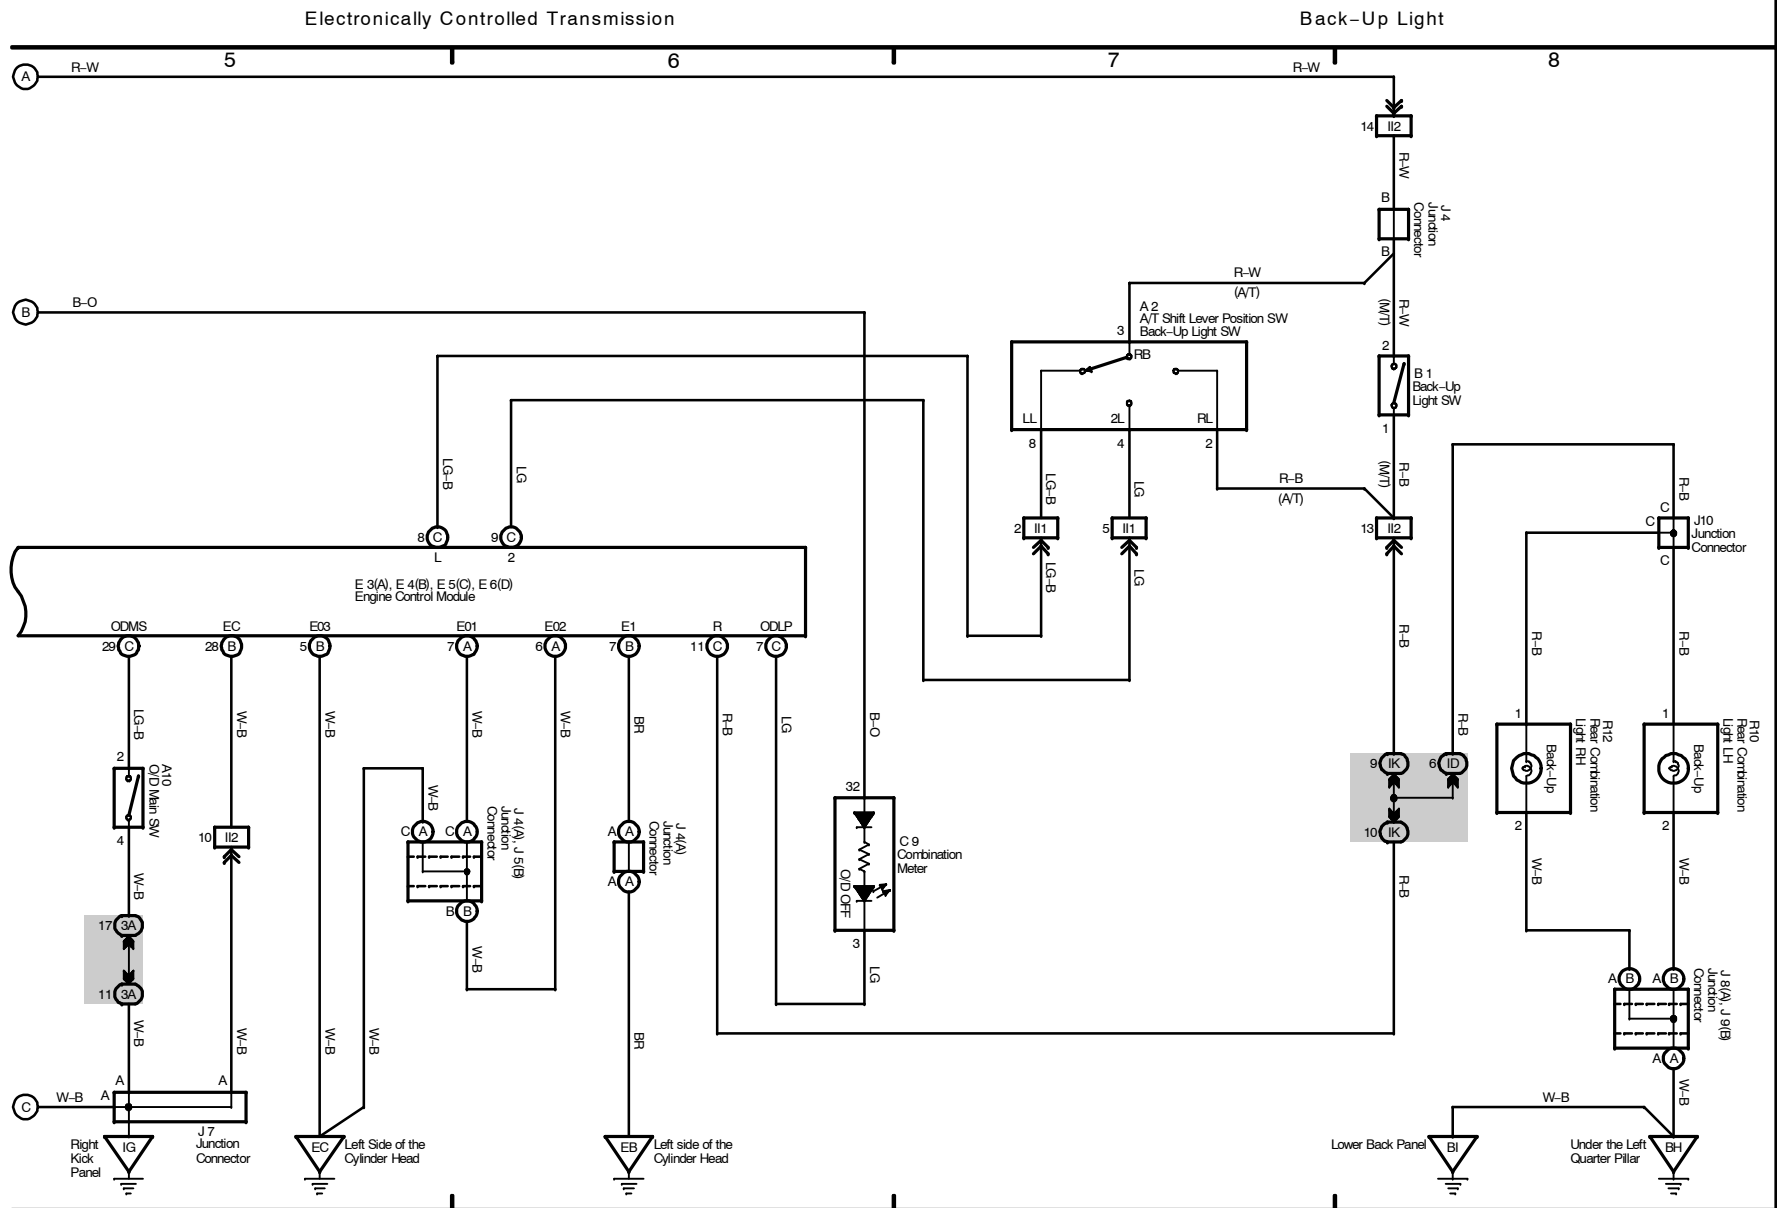 Electronically Controlled Transmission
Back–Up Light
5
6
7
8
A
R–W
R–W
14
II2
R–W
B
J 4
Junction
Connector
B
R–W
(A/T)
B
B–O
R–W
(M/T)
A 2
A/T Shift Lever Position SW
Back–Up Light SW
3
RB
2
B 1
Back–Up
Light SW
1
LL
2L
RL
8
4
2
LG–B
LG
LG–B
LG
R–B
(A/T)
R–B
(M/T)
R–B
C
C
J10
Junction
Connector
C
8
C
L
9
C
2
2
II1
5
II1
13
II2
LG–B
LG
E 3(A), E 4(B), E 5(C), E 6(D)
Engine Control Module
ODMS
EC
E03
E01
E02
E1
R
ODLP
29
C
28
B
5
B
7
A
6
A
7
B
11
C
7
C
R–B
R–B
R–B
LG–B
W–B
W–B
W–B
W–B
BR
R–B
LG
B–O
R–B
2
A10
O/D Main SW
4
10
II2
W–B
C
A
C
A
J 4(A), J 5(B)
Junction
Connector
B
B
A
A
J 4(A)
Junction
Connector
A
A
32
C 9
Combination
Meter
O/D OFF
3
9
IK
6
ID
10
IK
1
R12
Rear Combination
Light RH
Back–Up
2
1
R10
Rear Combination
Light LH
Back–Up
2
W–B
17
3A
11
3A
W–B
W–B
W–B
W–B
W–B
BR
LG
R–B
W–B
W–B
A
B
A
B
J 8(A), J 9(B)
Junction
Connector
A
A
W–B
C
W–B
A
A
A
J 7
Junction
Connector
Right
Kick
Panel
IG
EC
Left Side of the
Cylinder Head
EB
Left side of the
Cylinder Head
W–B
Lower Back Panel
BI
Under the Left
Quarter Pillar
BH